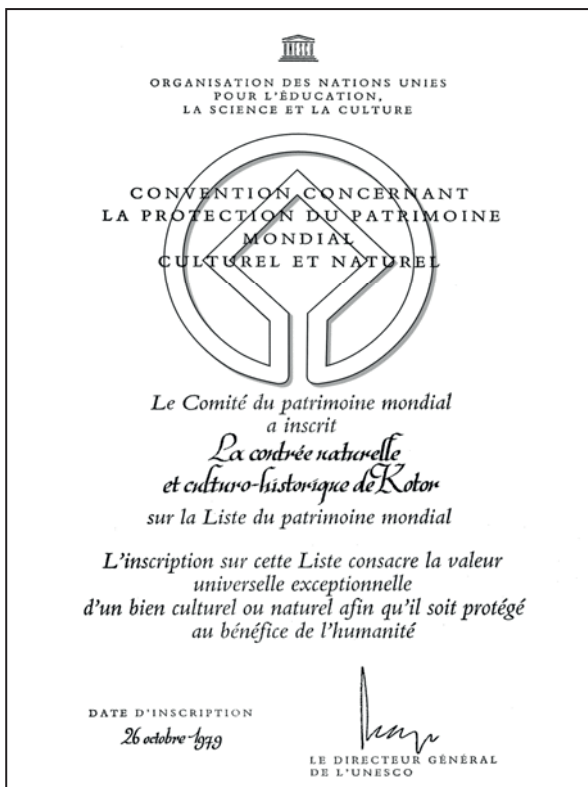 UNESCO
ORGANISATION DES NATIONS UNIES
POUR L'ÉDUCATION,
LA SCIENCE ET LA CULTURE
CONVENTION CONCERNANT
LA PROTECTION DU PATRIMOINE
MONDIAL
CULTUREL ET NATUREL
Le Comité du patrimoine mondial
a inscrit
La contrée naturelle
et culturo-historique de Kotor
sur la Liste du patrimoine mondial
L'inscription sur cette Liste consacre la valeur
universelle exceptionnelle
d'un bien culturel ou naturel afin qu'il soit protégé
au bénéfice de l'humanité
DATE D'INSCRIPTION
26 octobre 1979
LE DIRECTEUR GÉNÉRAL
DE L'UNESCO